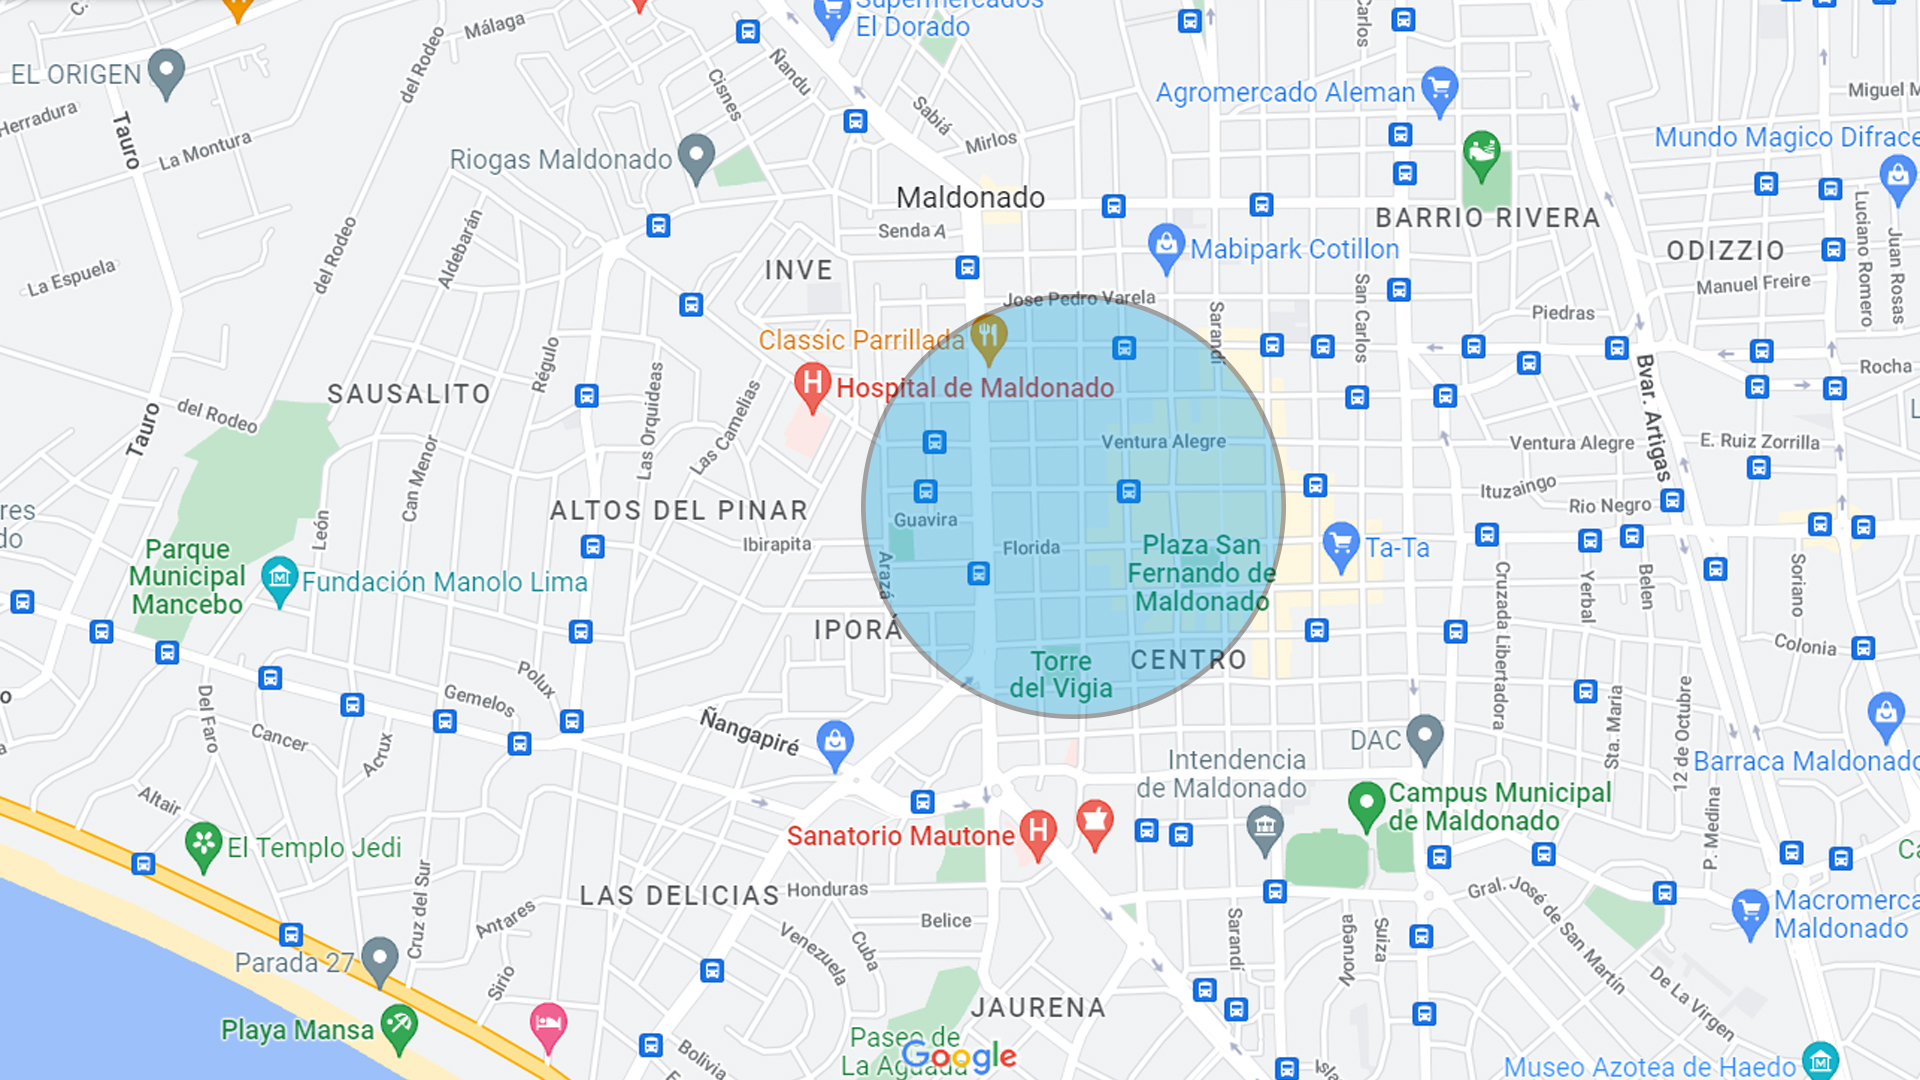 C.
Málaga
Supermercados
El Dorado
Carlos
EL ORIGEN
del Rodeo
Ñandu
Cisnes
Agromercado Aleman
Miguel M
Herradura
Tauro
La Montura
Sabiá
Mirlos
Mundo Magico Difrace
Riogas Maldonado
Maldonado
BARRIO RIVERA
Luciano Romero
Juan Rosas
Aldebarán
del Rodeo
Senda A
Mabipark Cotillon
ODIZZIO
La Espuela
INVE
Manuel Freire
Jose Pedro Varela
Sarandí
San Carlos
Piedras
Classic Parrillada
Régulo
Las Orquideas
Hospital de Maldonado
Rocha
SAUSALITO
Las Camelias
Bvar. Artigas
del Rodeo
Tauro
Ventura Alegre
Ventura Alegre
E. Ruiz Zorrilla
Can Menor
Ituzaingo
Rio Negro
res
do
León
ALTOS DEL PINAR
Guavira
Ibirapita
Florida
Arazá
Plaza San
Fernando de
Maldonado
Ta-Ta
Parque
Municipal
Mancebo
Fundación Manolo Lima
Cruzada Libertadora
Yerbal
Belen
Soriano
IPORÁ
Colonia
CENTRO
Torre
del Vigia
Polux
Gemelos
Del Faro
Cancer
Acrux
o
a
Ñangapiré
Sta. Maria
12 de Octubre
DAC
Intendencia
de Maldonado
Barraca Maldonado
Altair
Campus Municipal
de Maldonado
P. Medina
Sanatorio Mautone
El Templo Jedi
Ca
LAS DELICIAS
Honduras
Cruz del Sur
Antares
Belice
Gral. José de San Martín
Macromerca
Maldonado
Venezuela
Cuba
Sarandí
Noruega
Suiza
Parada 27
Sirio
De La Virgen
JAURENA
Playa Mansa
Paseo de
La Aguada
Google
Bolivia
E
Isla
Museo Azotea de Haedo